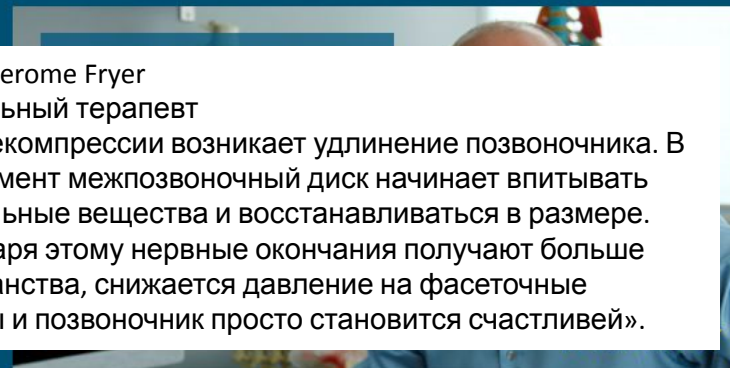 erome Fryer
ьный терапевт
екомпрессии возникает удлинение позвоночника. В
мент межпозвоночный диск начинает впитывать
льные вещества и восстанавливаться в размере.
аря этому нервные окончания получают больше
анства, снижается давление на фасеточные
ы и позвоночник просто становится счастливей».